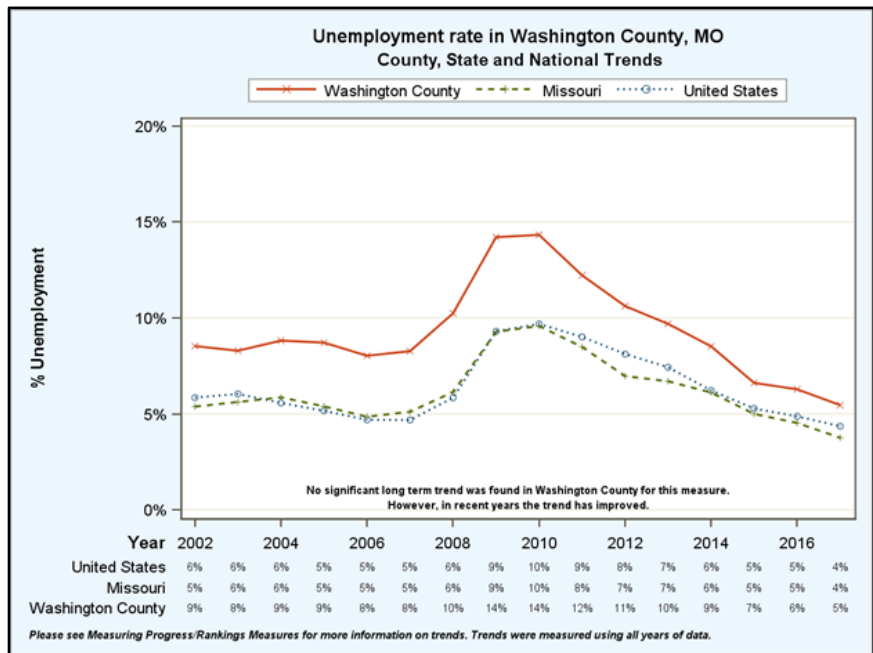 Unemployment rate in Washington County, MO
County, State and National Trends
Washington County Missouri United States
20%
15%
10%
5%
0%
% Unemployment
No significant long term trend was found in Washington County for this measure.
However, in recent years the trend has improved.
Year 2002 2004 2006 2008 2010 2012 2014 2016
United States 6% 6% 6% 5% 5% 5% 6% 9% 10% 9% 8% 7% 6% 5% 5% 4%
Missouri 5% 6% 6% 5% 5% 5% 6% 9% 10% 8% 7% 7% 6% 5% 5% 4%
Washington County 9% 8% 9% 9% 8% 8% 10% 14% 14% 12% 11% 10% 9% 7% 6% 5%
Please see Measuring Progress/Rankings Measures for more information on trends. Trends were measured using all years of data.